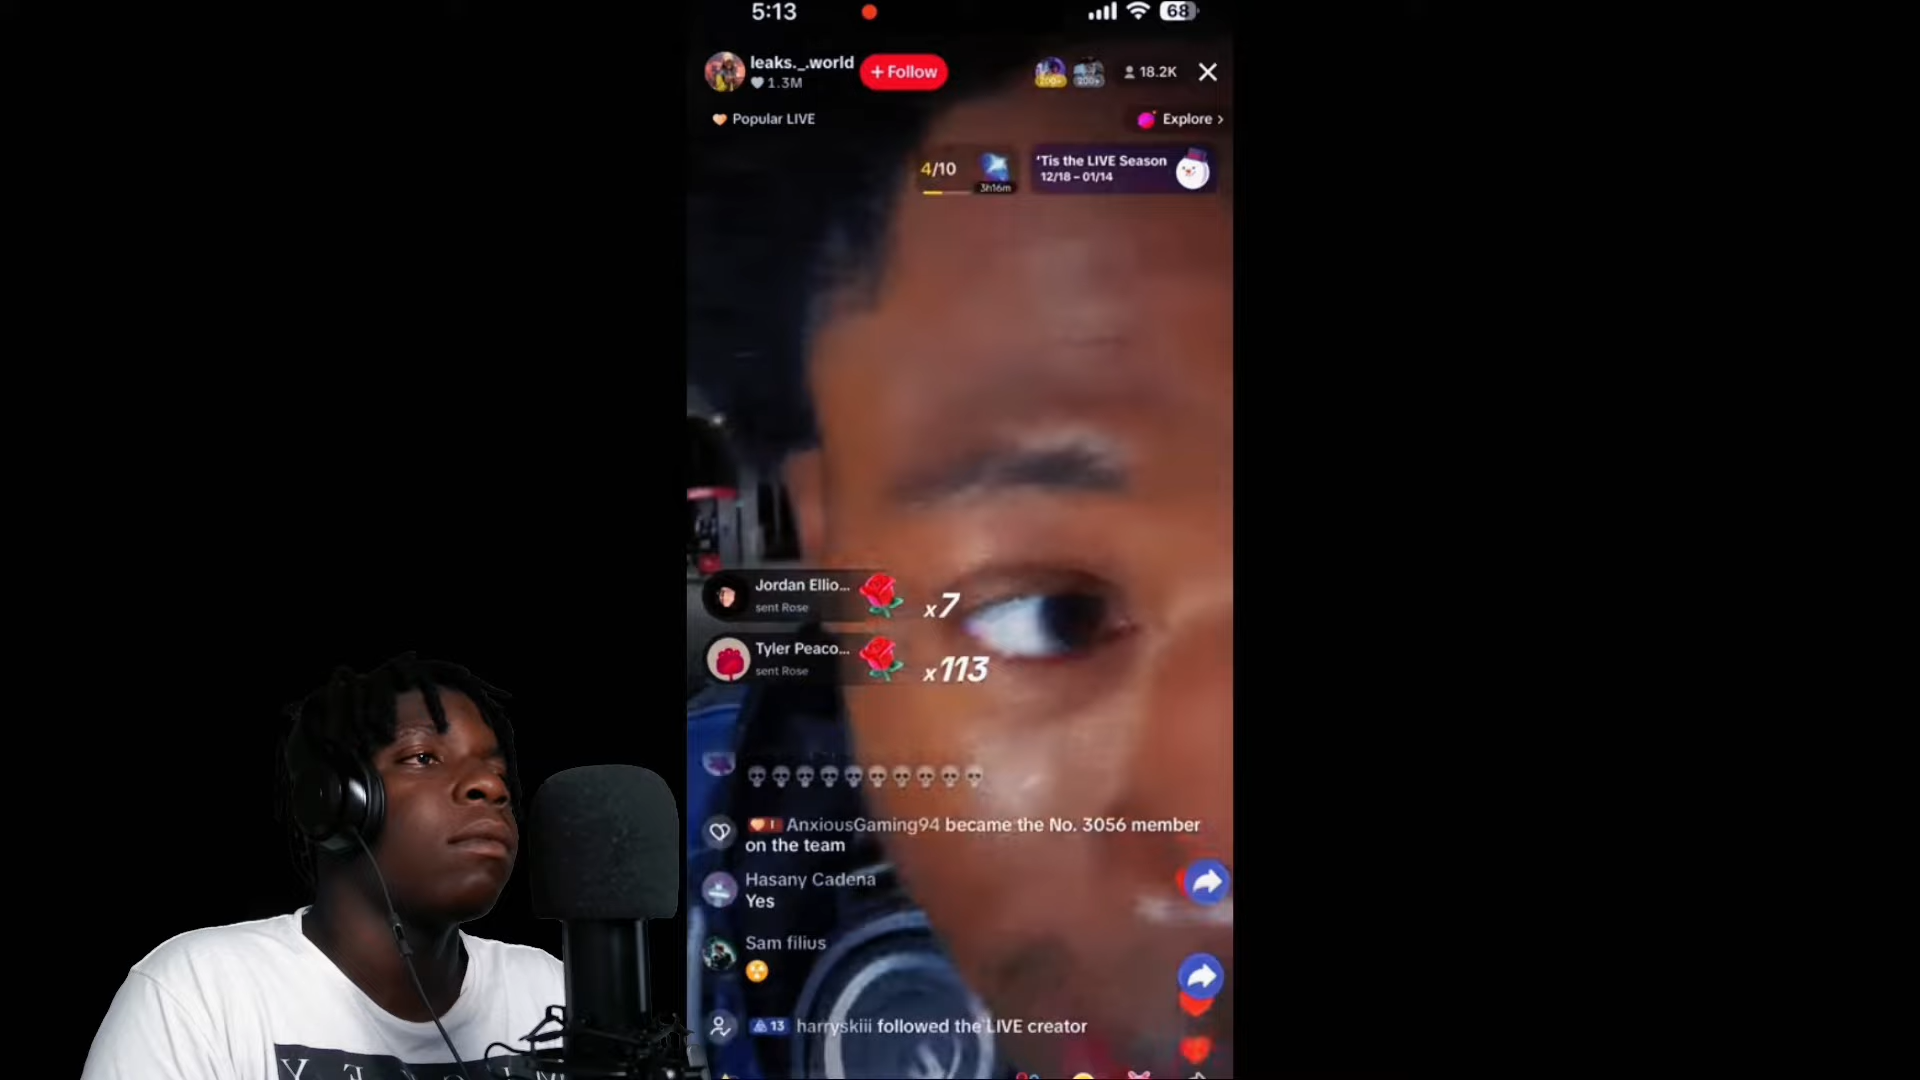 5:13
68
leaks._.world
+ Follow
1.3M
18.2K
Popular LIVE
Explore >
4/10
3h16m
'Tis the LIVE Season
12/18 – 01/14
Jordan Ellio...
sent Rose
x7
Tyler Peaco...
sent Rose
x113
AnxiousGaming94 became the No. 3056 member
on the team
Hasany Cadena
Yes
Sam filius
13 harryskiii followed the LIVE creator